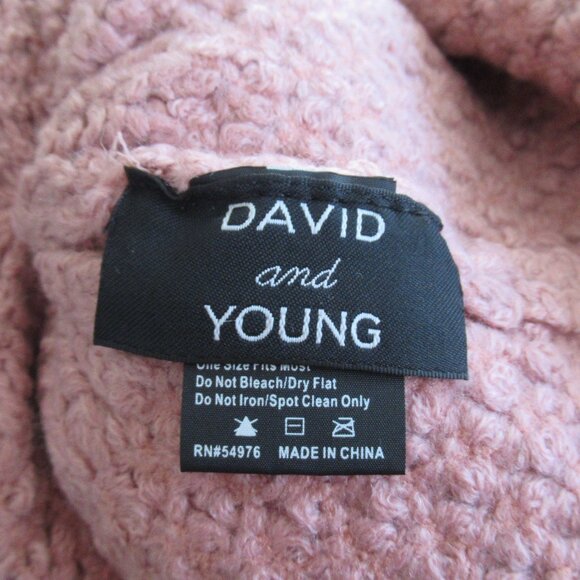 DAVID
and
YOUNG
One Size Fits Most
Do Not Bleach/Dry Flat
Do Not Iron/Spot Clean Only
RN#54976 MADE IN CHINA